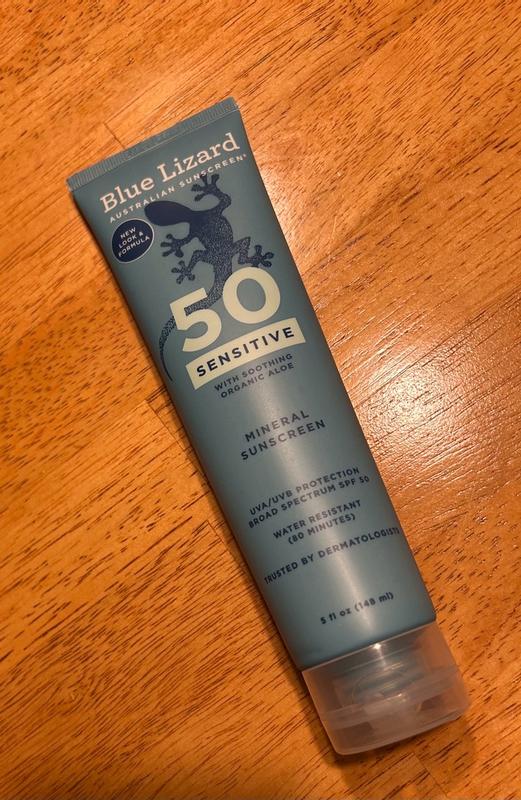 Blue Lizard
AUSTRALIAN SUNSCREEN®
NEW
LOOK &
FORMULA
50
SENSITIVE
WITH SOOTHING
ORGANIC ALOE
MINERAL
SUNSCREEN
UVA/UVB PROTECTION
BROAD SPECTRUM SPF 50
WATER RESISTANT
(80 MINUTES)
TRUSTED BY DERMATOLOGISTS
5 fl oz (148 ml)